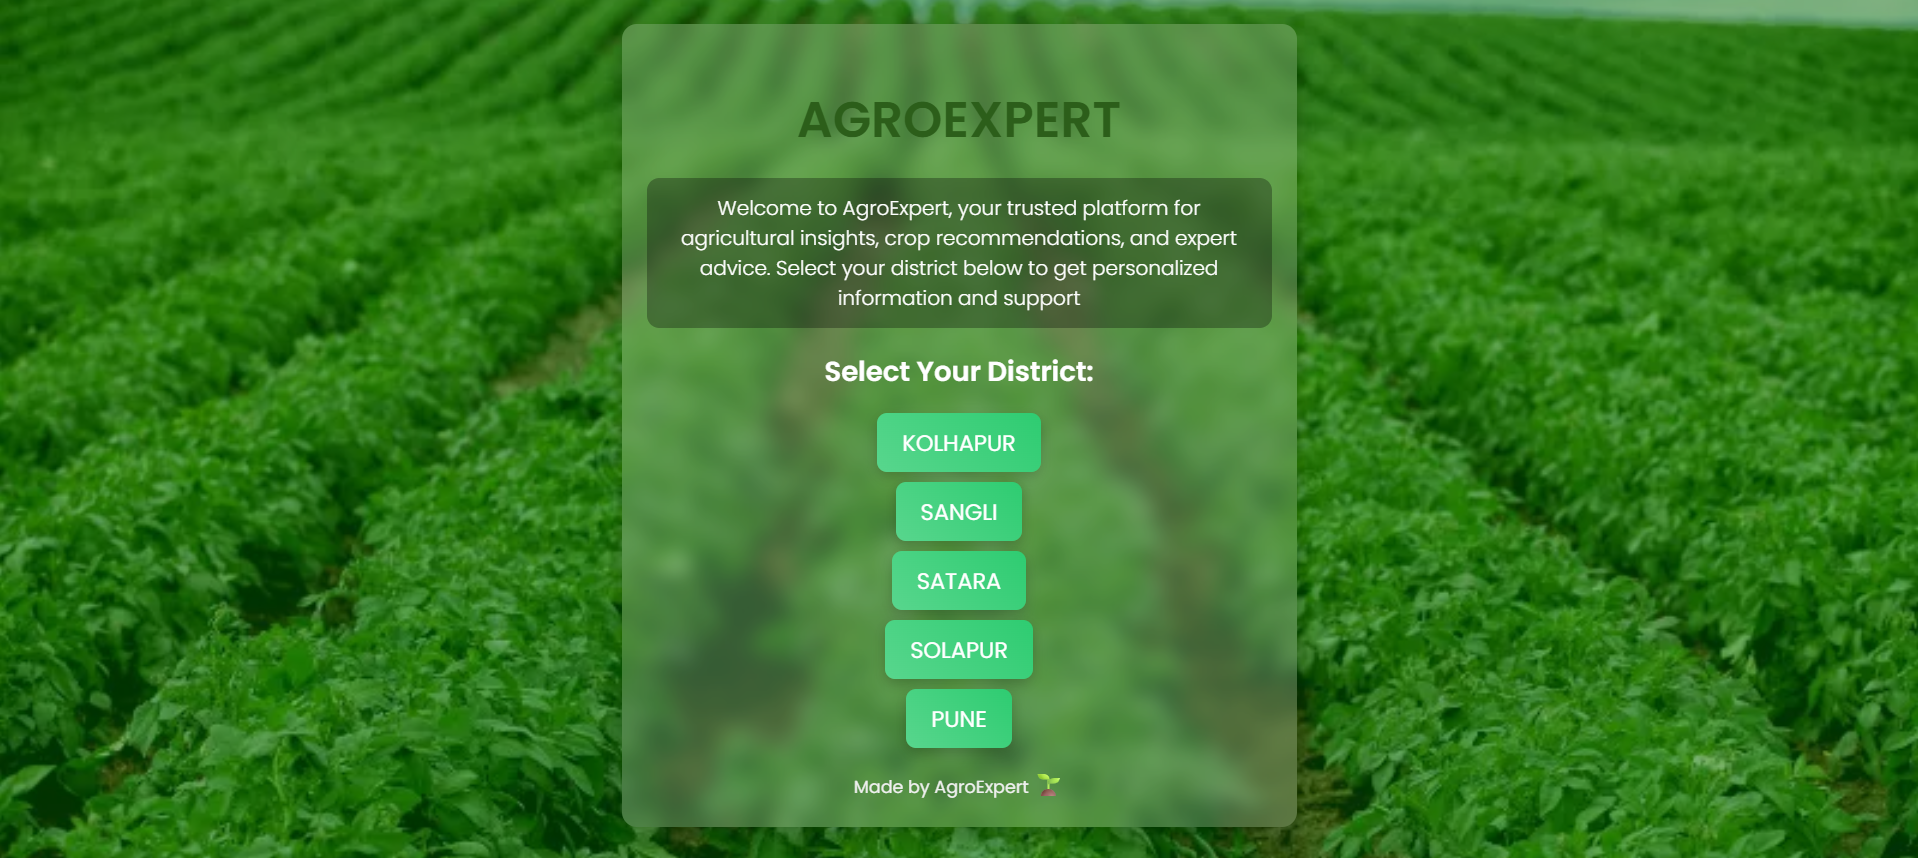 AGROEXPERT
Welcome to AgroExpert, your trusted platform for
agricultural insights, crop recommendations, and expert
advice. Select your district below to get personalized
information and support
Select Your District:
KOLHAPUR
SANGLI
SATARA
SOLAPUR
PUNE
Made by AgroExpert 🌱